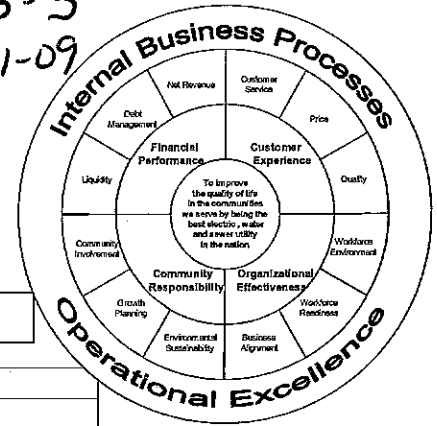 1-09
Internal Business Processes
Net Revenue
Customer
Service
Debt
Management
Price
Financial
Performance
Customer
Experience
Liquidity
Quality
To improve
the quality of life
in the communities
we serve by being the
best electric, water
and sewer utility
in the nation
Community
Involvement
Workforce
Environment
Community
Responsibility
Organizational
Effectiveness
Growth
Planning
Workforce
Readiness
Environmental
Sustainability
Business
Alignment
Operational Excellence